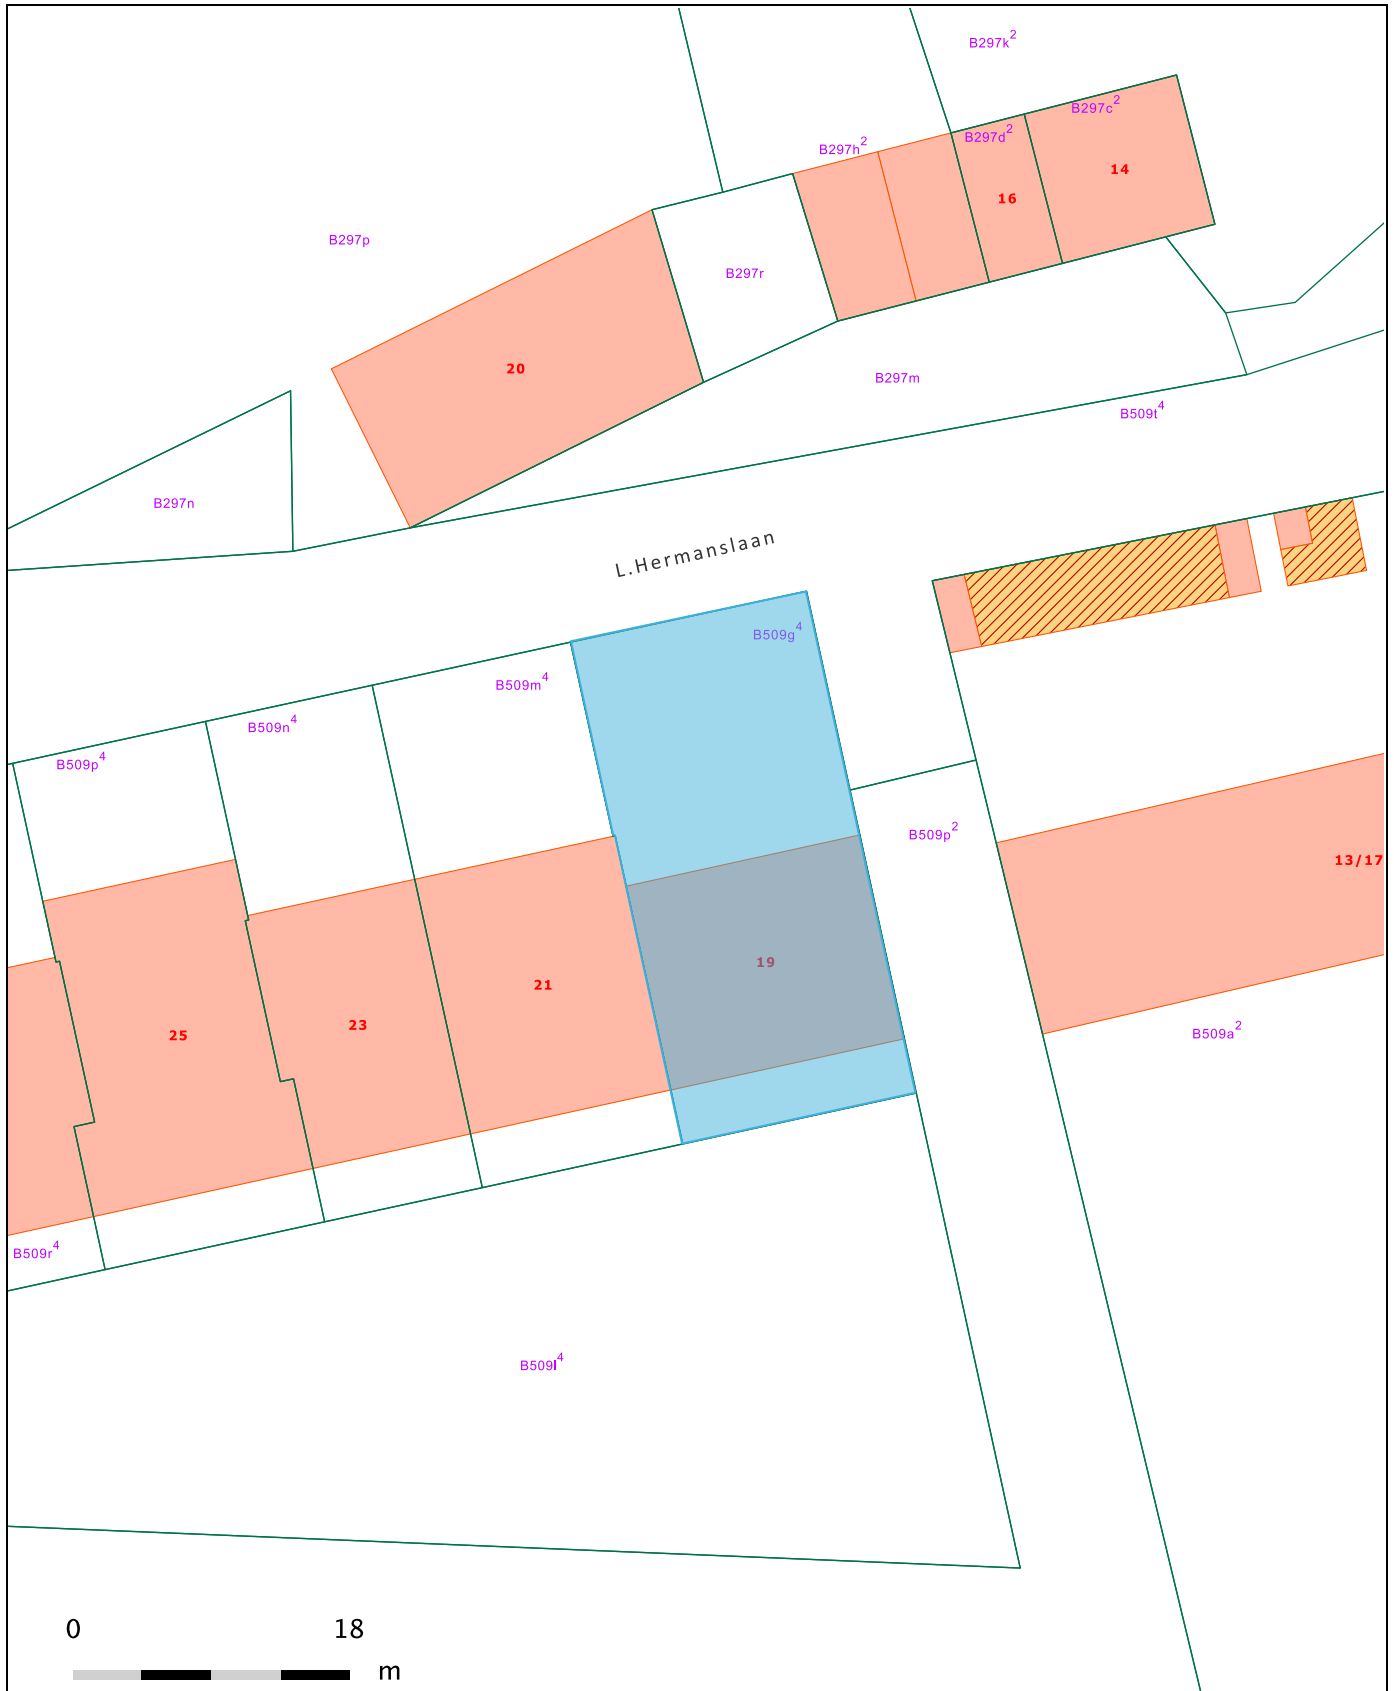 B297k²
B297c²
B297d²
B297h²
14
16
B297p
B297r
20
B297m
B509t⁴
B297n
L.Hermanslaan
B509g⁴
B509m⁴
B509n⁴
B509p⁴
B509p²
13/17
19
21
23
25
B509a²
B509r⁴
B509l⁴
0 18
m